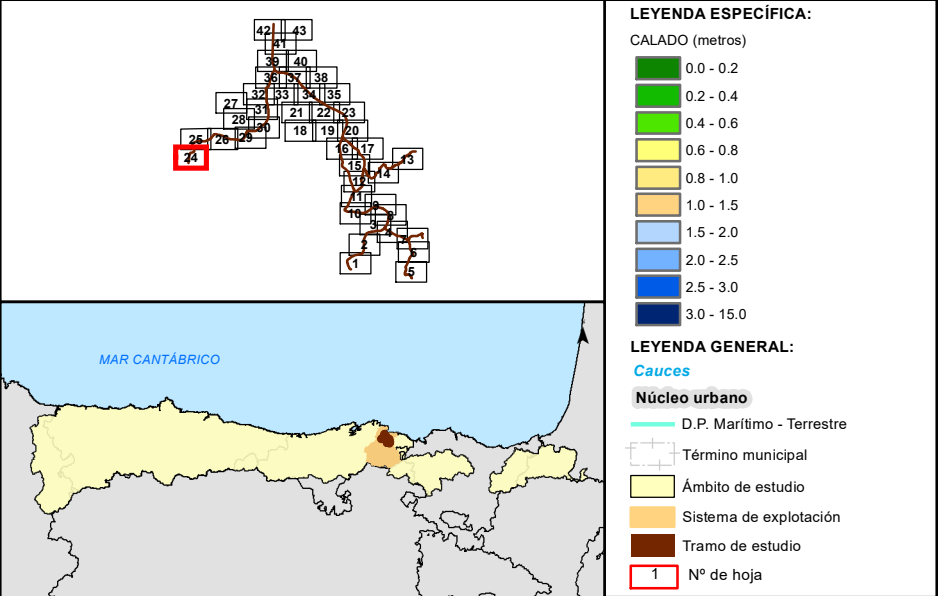 42 43
41
39 40
36 37 38
32 33 34 35
27 31 21 22 23
28 30 18 19 20
25 26 29 16 17
24 15 13
12 14
11
10 9 8
3 4 7
2 6
1 5
MAR CANTÁBRICO
LEYENDA ESPECÍFICA:
CALADO (metros)
0.0 - 0.2
0.2 - 0.4
0.4 - 0.6
0.6 - 0.8
0.8 - 1.0
1.0 - 1.5
1.5 - 2.0
2.0 - 2.5
2.5 - 3.0
3.0 - 15.0
LEYENDA GENERAL:
Cauces
Núcleo urbano
D.P. Marítimo - Terrestre
Término municipal
Ámbito de estudio
Sistema de explotación
Tramo de estudio
1 Nº de hoja